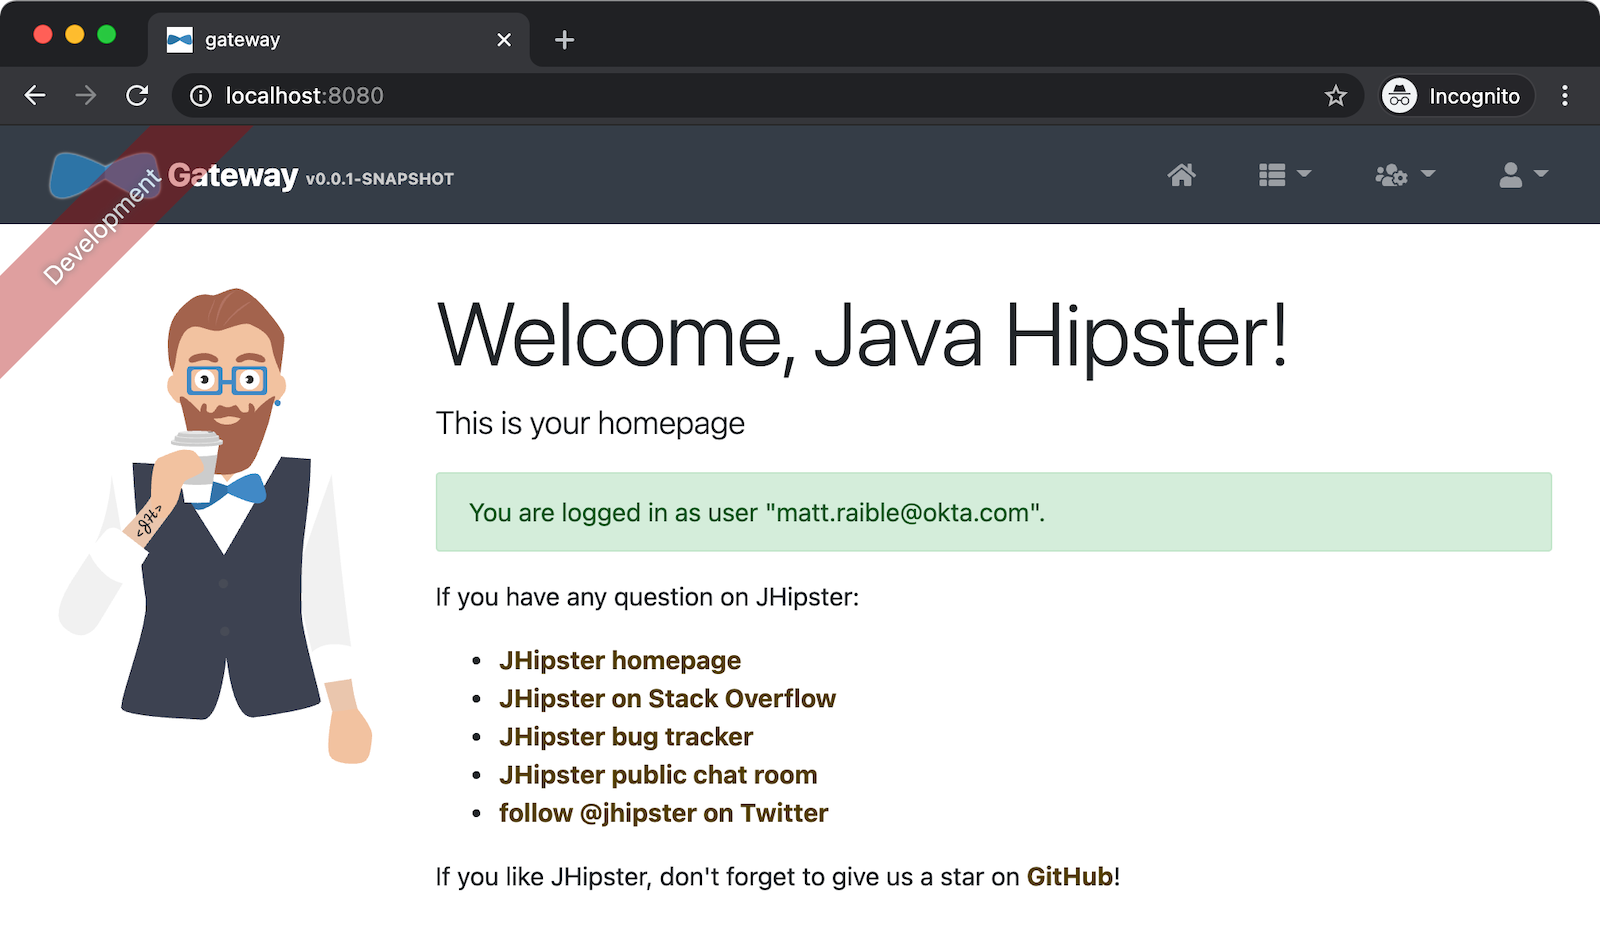 gateway
localhost:8080
Incognito
Development
Gateway v0.0.1-SNAPSHOT
Welcome, Java Hipster!
This is your homepage
You are logged in as user "matt.raible@okta.com".
<JH>
If you have any question on JHipster:
JHipster homepage
JHipster on Stack Overflow
JHipster bug tracker
JHipster public chat room
follow @jhipster on Twitter
If you like JHipster, don't forget to give us a star on GitHub!